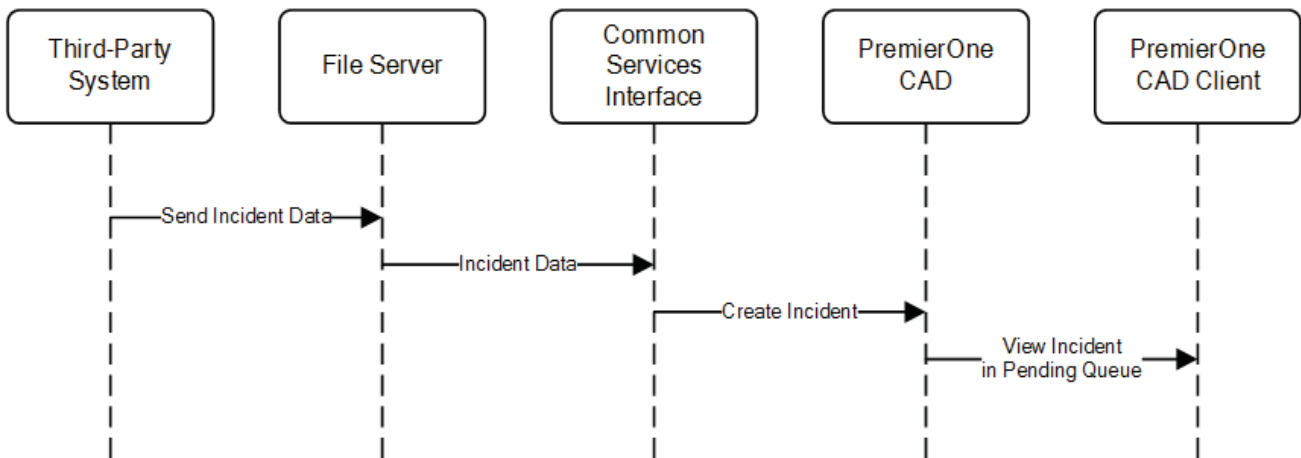 Third-Party
System
File Server
Common
Services
Interface
PremierOne
CAD
PremierOne
CAD Client
Send Incident Data
Incident Data
Create Incident
View Incident
in Pending Queue